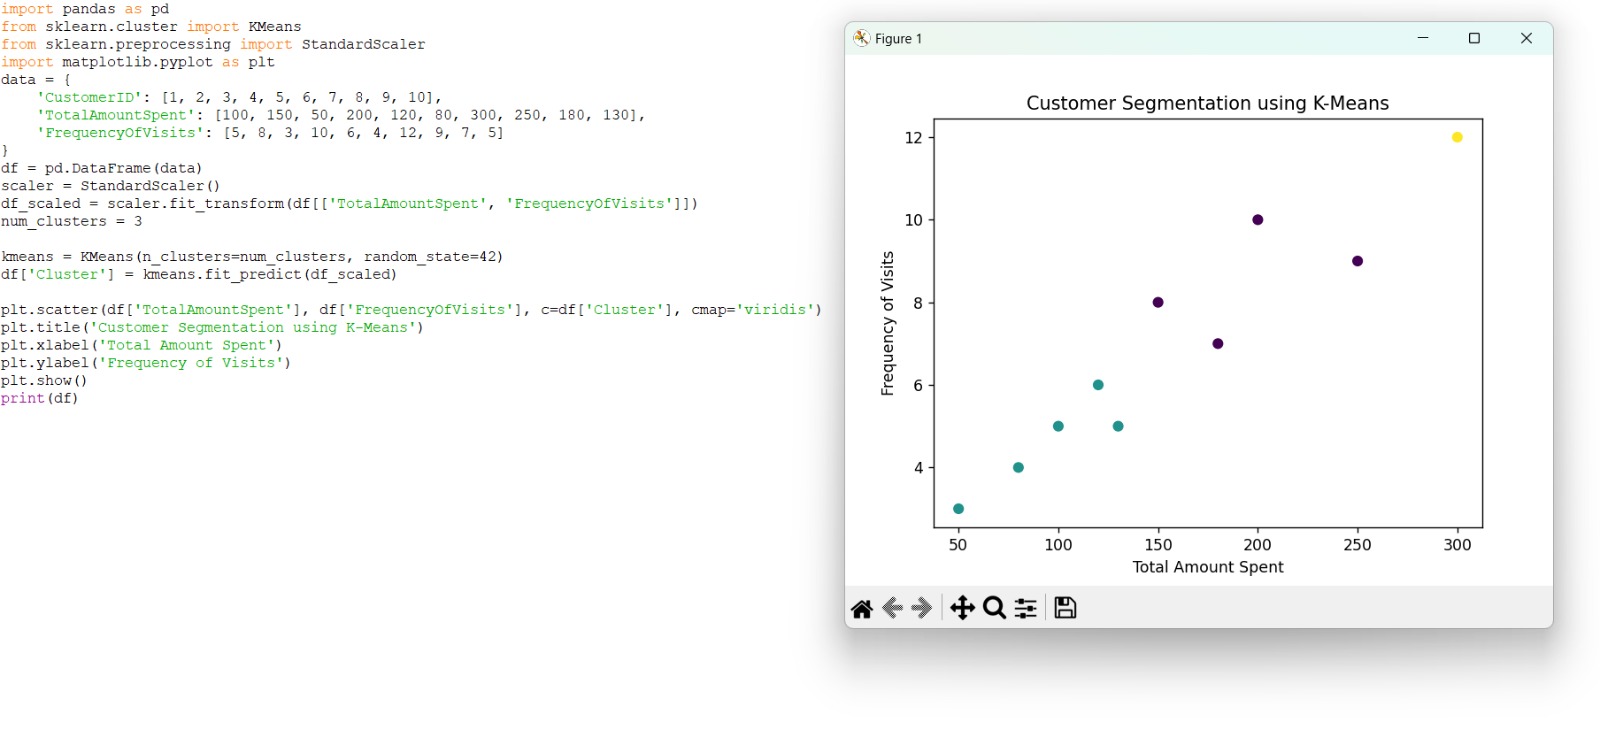 import pandas as pd
from sklearn.cluster import KMeans
from sklearn.preprocessing import StandardScaler
import matplotlib.pyplot as plt
data = {
    'CustomerID': [1, 2, 3, 4, 5, 6, 7, 8, 9, 10],
    'TotalAmountSpent': [100, 150, 50, 200, 120, 80, 300, 250, 180, 130],
    'FrequencyOfVisits': [5, 8, 3, 10, 6, 4, 12, 9, 7, 5]
}
df = pd.DataFrame(data)
scaler = StandardScaler()
df_scaled = scaler.fit_transform(df[['TotalAmountSpent', 'FrequencyOfVisits']])
num_clusters = 3

kmeans = KMeans(n_clusters=num_clusters, random_state=42)
df['Cluster'] = kmeans.fit_predict(df_scaled)

plt.scatter(df['TotalAmountSpent'], df['FrequencyOfVisits'], c=df['Cluster'], cmap='viridis')
plt.title('Customer Segmentation using K-Means')
plt.xlabel('Total Amount Spent')
plt.ylabel('Frequency of Visits')
plt.show()
print(df)
Figure 1
Customer Segmentation using K-Means
Frequency of Visits
12
10
8
6
4
50 100 150 200 250 300
Total Amount Spent